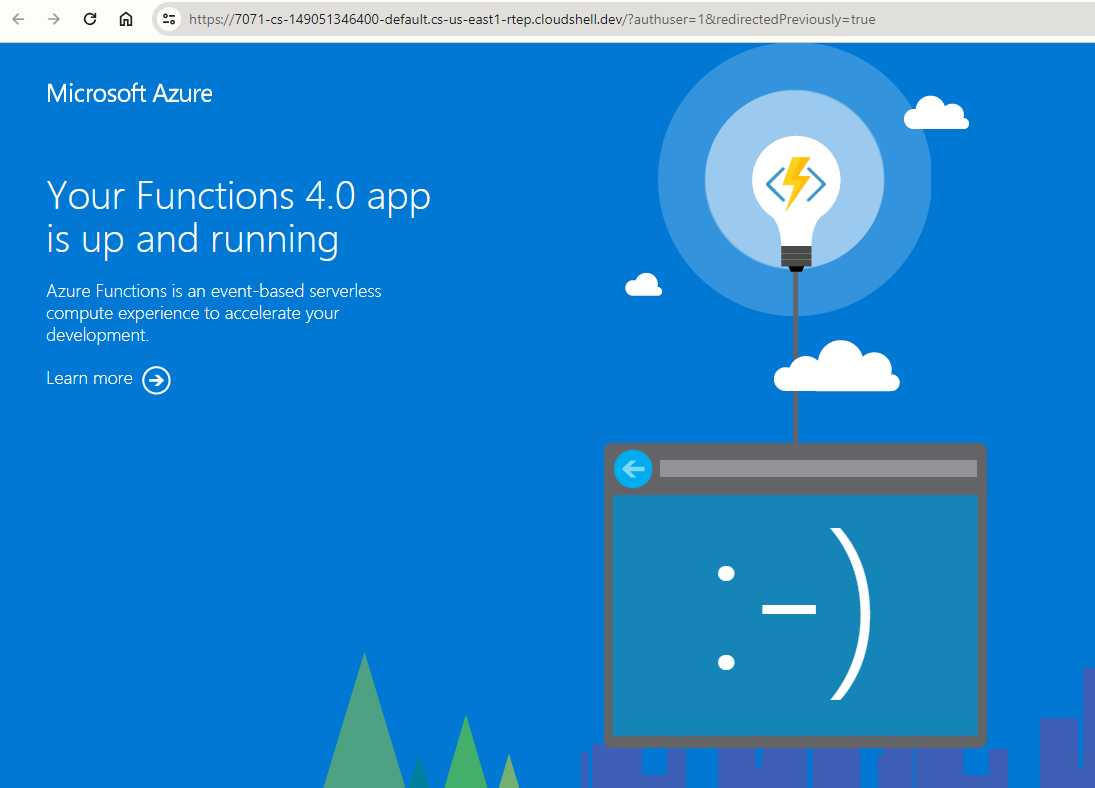 https://7071-cs-149051346400-default.cs-us-east1-rtep.cloudshell.dev/?authuser=1&redirectedPreviously=true
Microsoft Azure
Your Functions 4.0 app
is up and running
Azure Functions is an event-based serverless
compute experience to accelerate your
development.
Learn more
:-)